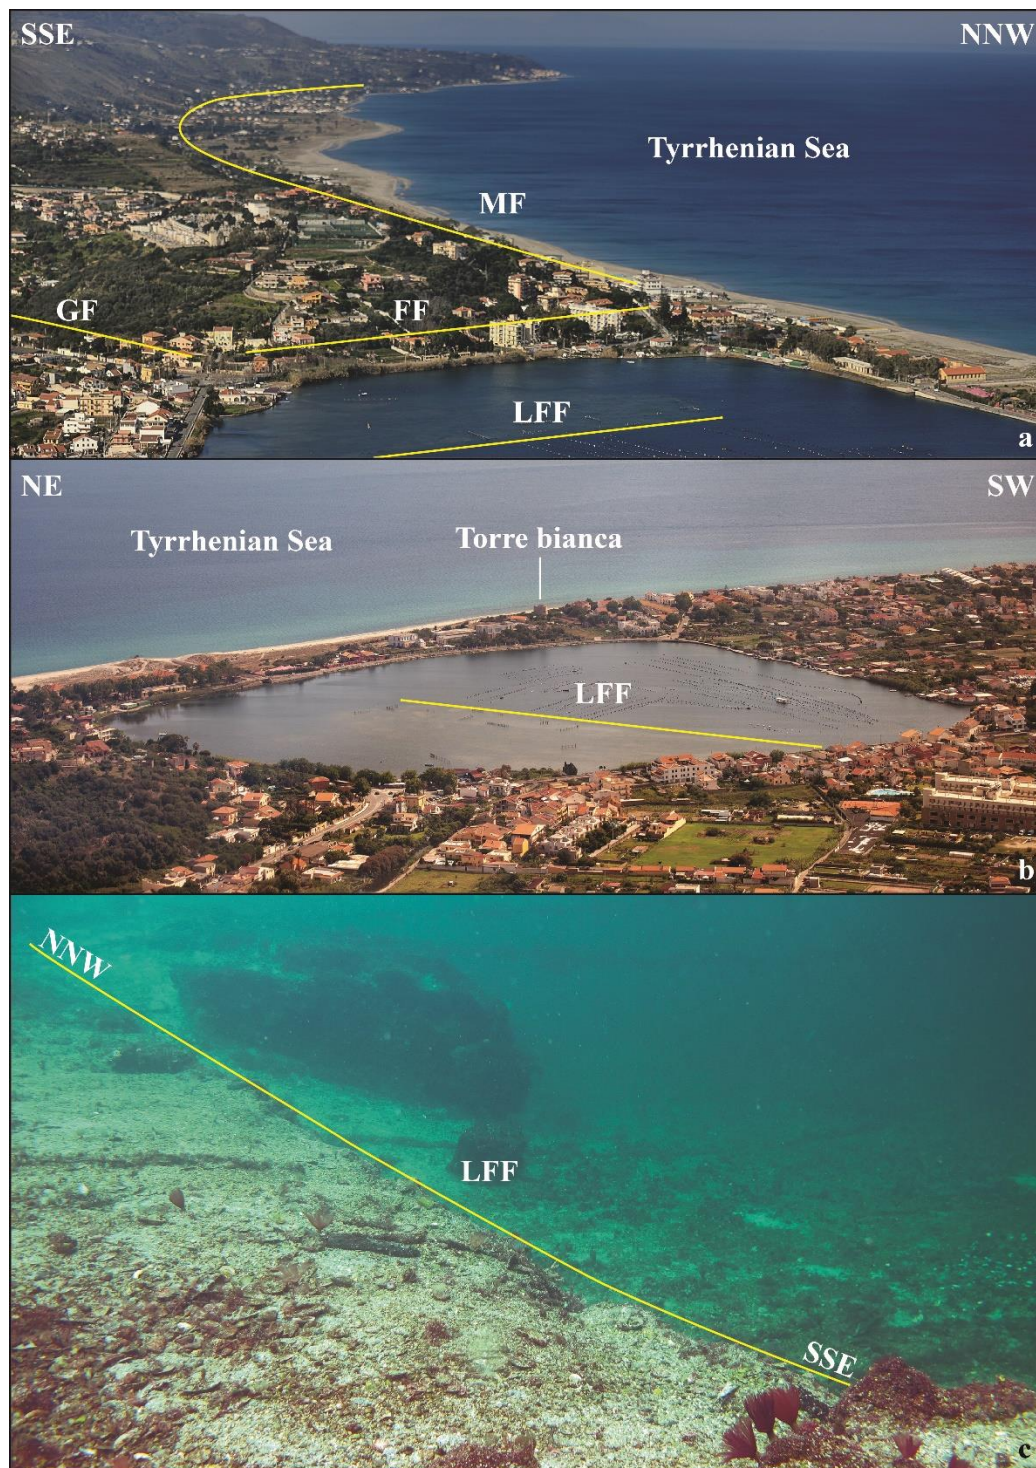 SSE
NNW
Tyrrhenian Sea
MF
GF
FF
LFF
a
NE
SW
Tyrrhenian Sea
Torre bianca
LFF
b
NNW
LFF
SSE
c